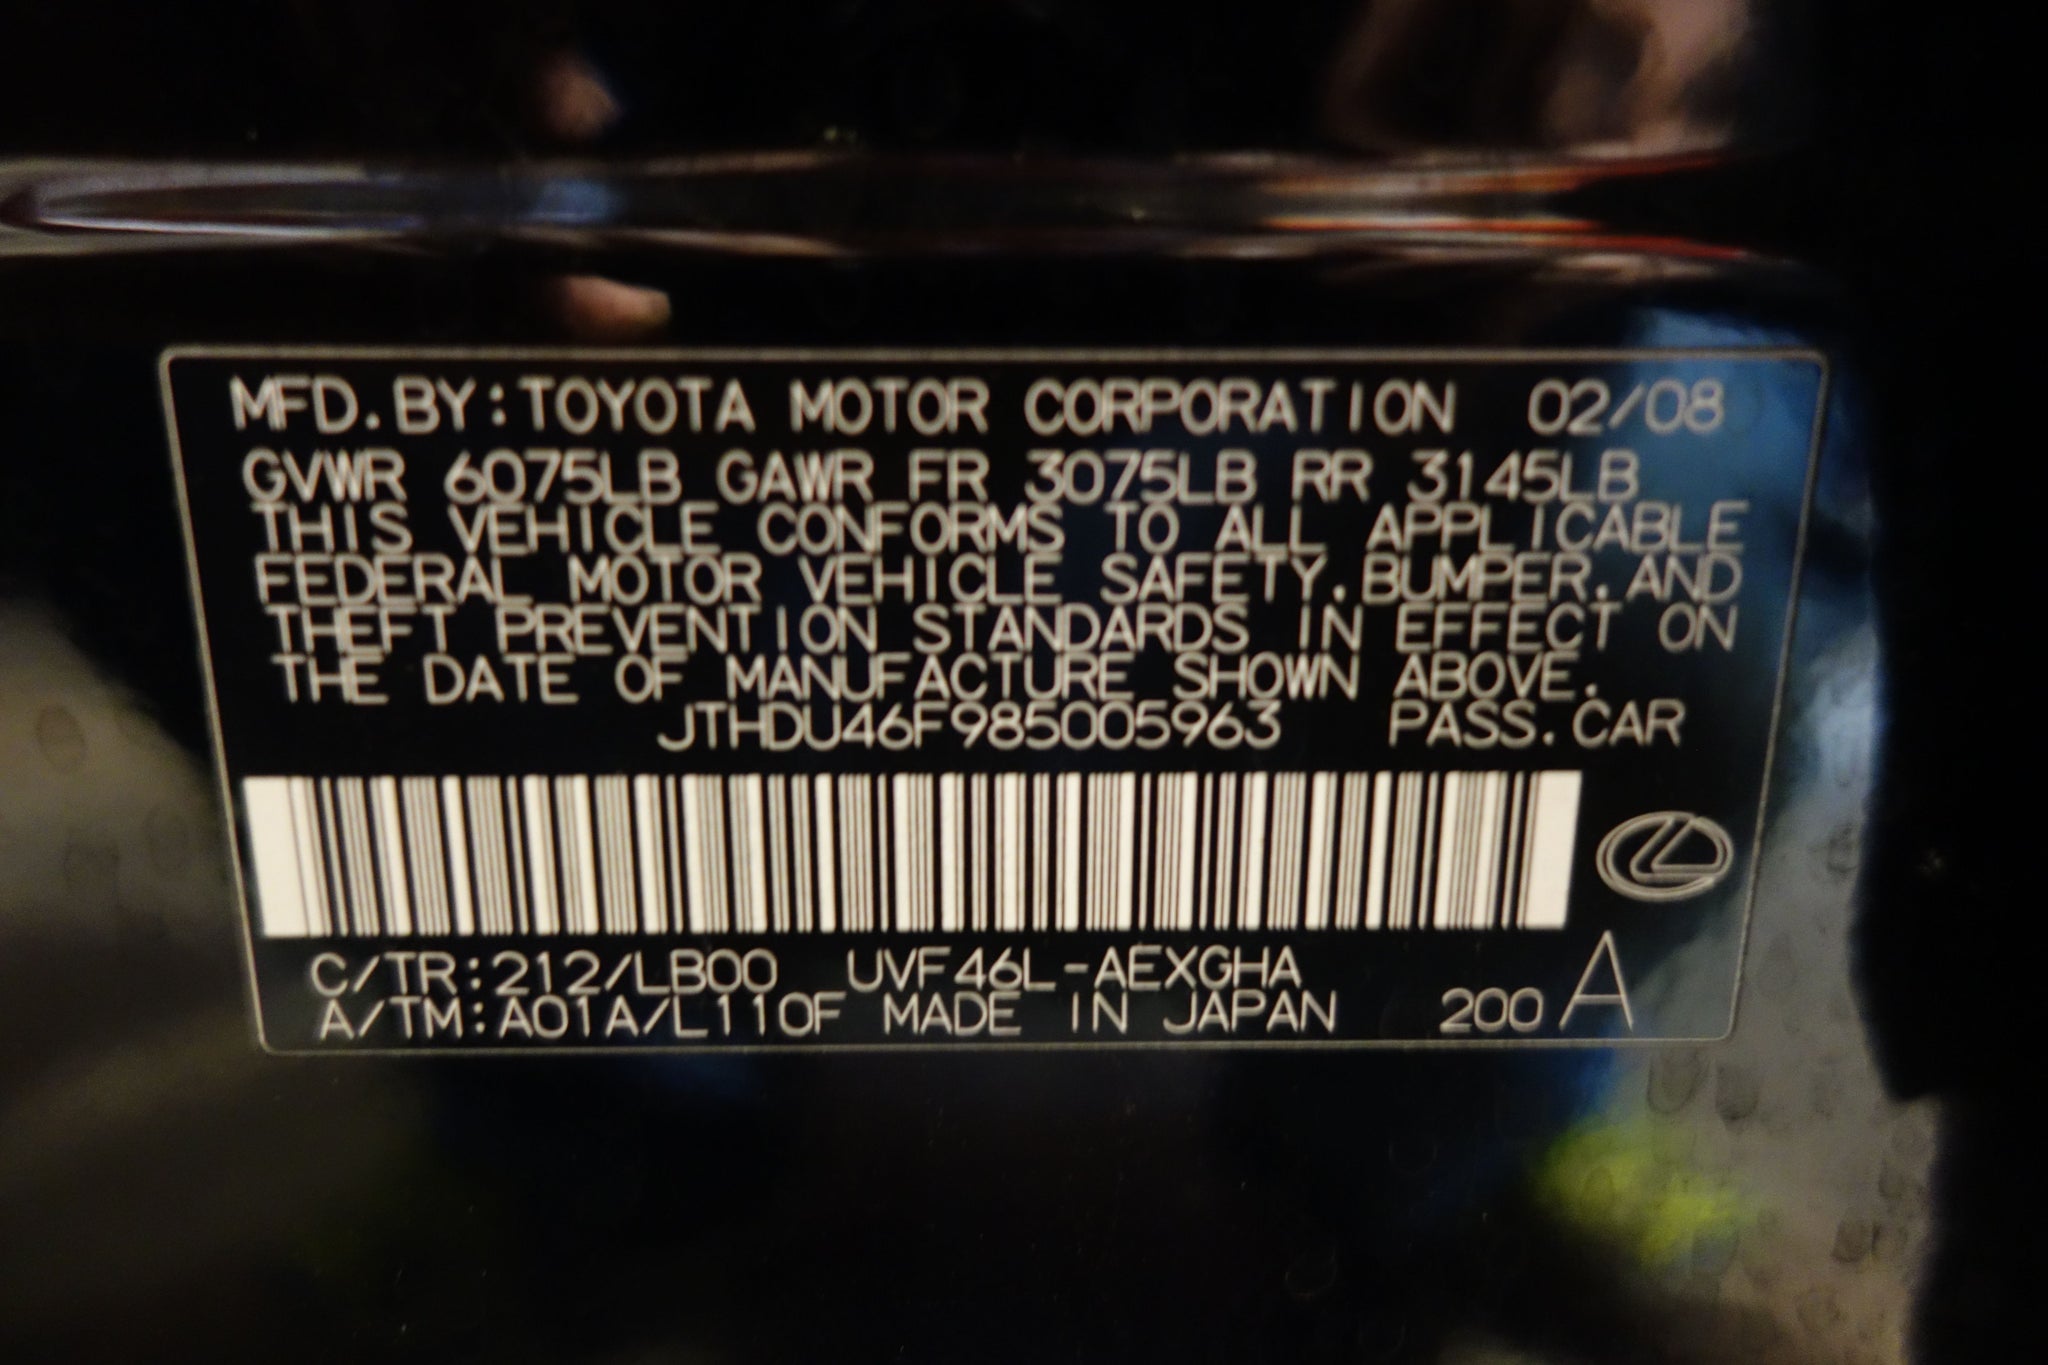 MFD.BY:TOYOTA MOTOR CORPORATION 02/08
GVWR 6075LB GAWR FR 3075LB RR 3145LB
THIS VEHICLE CONFORMS TO ALL APPLICABLE
FEDERAL MOTOR VEHICLE SAFETY,BUMPER,AND
THEFT PREVENTION STANDARDS IN EFFECT ON
THE DATE OF MANUFACTURE SHOWN ABOVE.
JTHDU46F985005963 PASS.CAR
C/TR:212/LB00 UVF46L-AEXGHA
A/TM:A01A/L110F MADE IN JAPAN 200 A